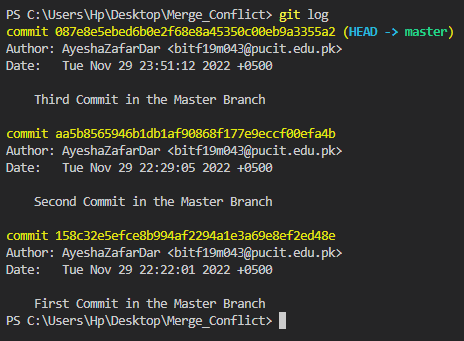 PS C:\Users\Hp\Desktop\Merge_Conflict> git log
commit 087e8e5ebed6b0e2f68e8a45350c00eb9a3355a2 (HEAD -> master)
Author: AyeshaZafarDar <bitf19m043@pucit.edu.pk>
Date:   Tue Nov 29 23:51:12 2022 +0500
    Third Commit in the Master Branch
commit aa5b8565946b1db1af90868f177e9eccf00efa4b
Author: AyeshaZafarDar <bitf19m043@pucit.edu.pk>
Date:   Tue Nov 29 22:29:05 2022 +0500
    Second Commit in the Master Branch
commit 158c32e5efce8b994af2294a1e3a69e8ef2ed48e
Author: AyeshaZafarDar <bitf19m043@pucit.edu.pk>
Date:   Tue Nov 29 22:22:01 2022 +0500
    First Commit in the Master Branch
PS C:\Users\Hp\Desktop\Merge_Conflict>